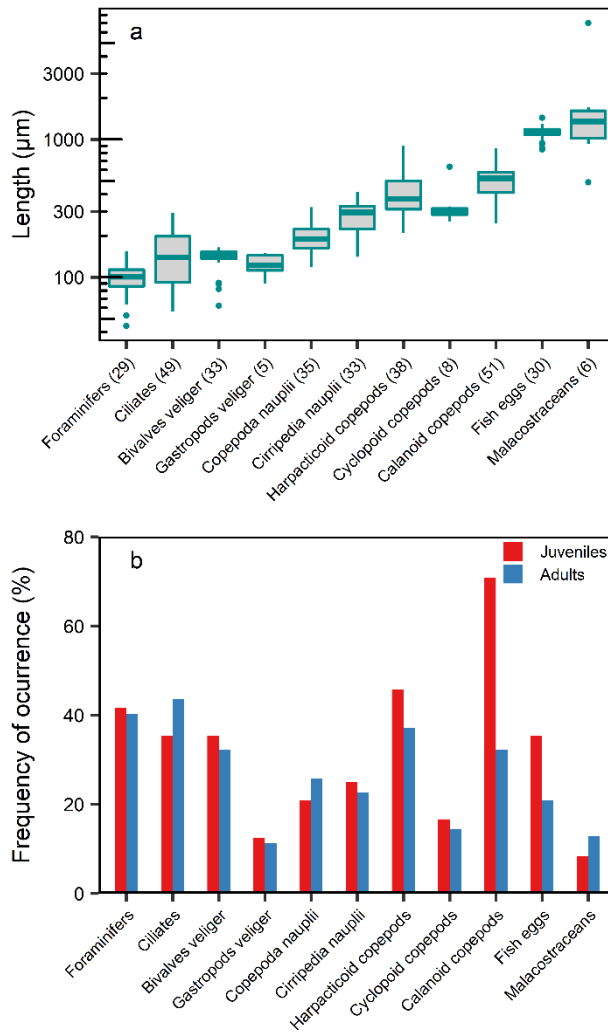 a
Length (µm)
3000
1000
300
100
Foraminifers (29)
Ciliates (49)
Bivalves veliger (33)
Gastropods veliger (5)
Copepoda nauplii (35)
Cirripedia nauplii (33)
Harpacticoid copepods (38)
Cyclopoid copepods (8)
Calanoid copepods (51)
Fish eggs (30)
Malacostraceans (6)
b
Juveniles
Adults
Frequency of ocurrence (%)
80
60
40
20
0
Foraminifers
Ciliates
Bivalves veliger
Gastropods veliger
Copepoda nauplii
Cirripedia nauplii
Harpacticoid copepods
Cyclopoid copepods
Calanoid copepods
Fish eggs
Malacostraceans